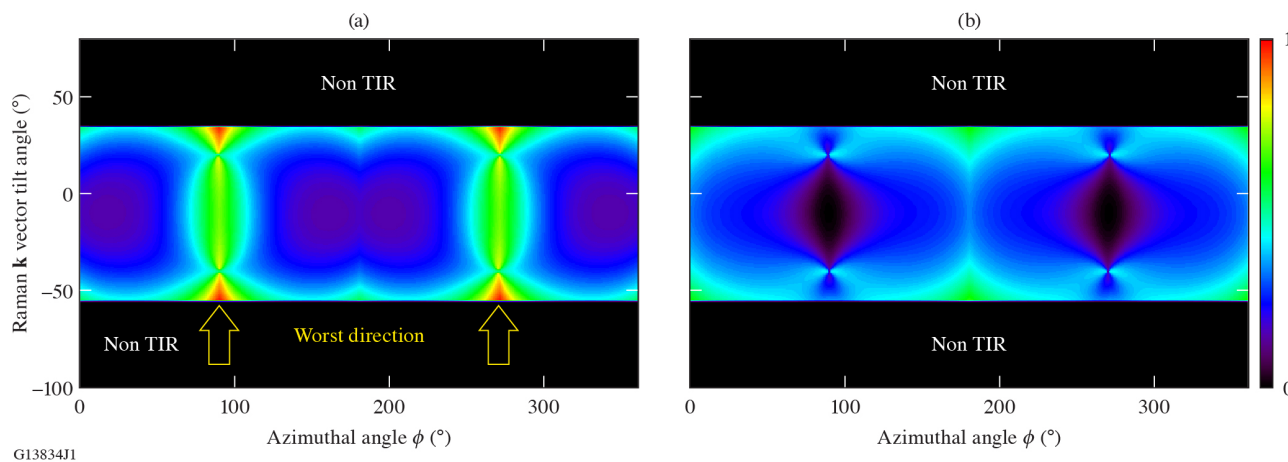 (a)
(b)
Non TIR
Non TIR
1
50
0
−50
−100
Raman k vector tilt angle (°)
Non TIR
Worst direction
Non TIR
0
0
100
200
300
0
100
200
300
Azimuthal angle ϕ (°)
Azimuthal angle ϕ (°)
G13834J1